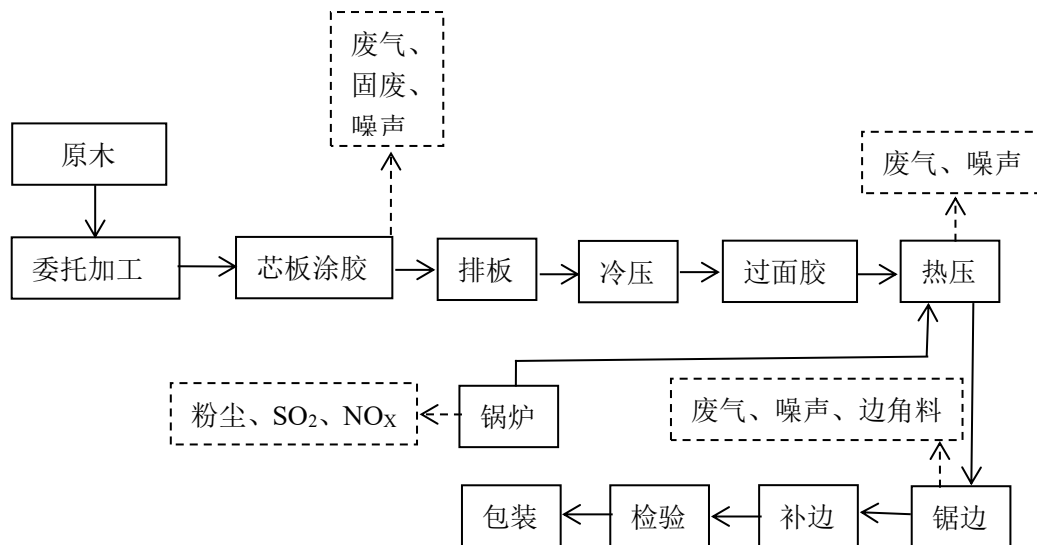 废气、
固废、
噪声
原木
废气、噪声
委托加工
芯板涂胶
排板
冷压
过面胶
热压
粉尘、SO₂、NOX
锅炉
废气、噪声、边角料
包装
检验
补边
锯边